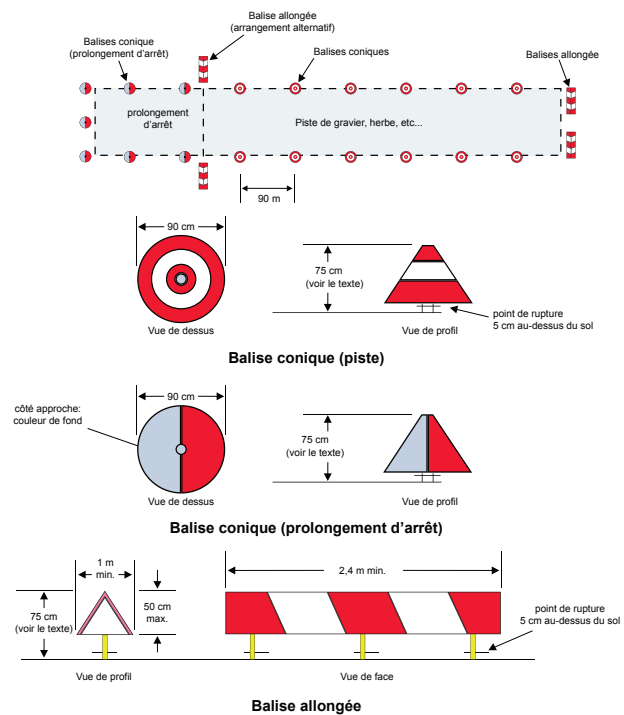 Balise allongée
(arrangement alternatif)
Balises conique
(prolongement d'arrêt)
Balises coniques
Balises allongée
prolongement
d'arrêt
Piste de gravier, herbe, etc...
90 m
90 cm
75 cm
(voir le texte)
point de rupture
5 cm au-dessus du sol
Vue de dessus
Vue de profil
Balise conique (piste)
90 cm
côté approche:
couleur de fond
75 cm
(voir le texte)
Vue de dessus
Vue de profil
Balise conique (prolongement d'arrêt)
1 m
min.
2,4 m min.
75 cm
(voir le texte)
50 cm
max.
point de rupture
5 cm au-dessus du sol
Vue de profil
Vue de face
Balise allongée